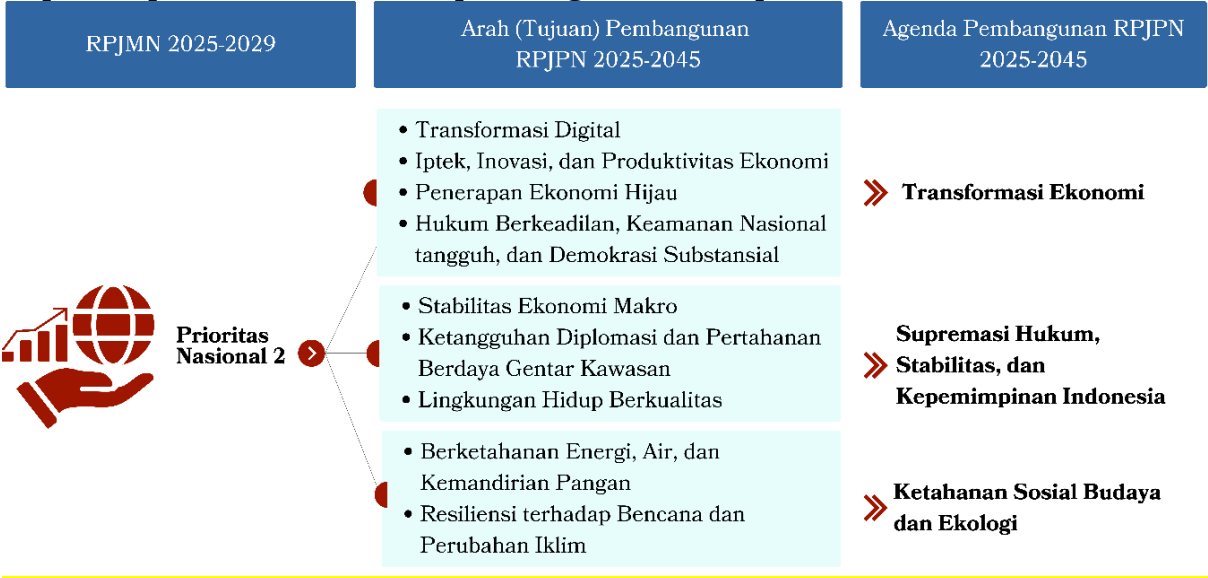 RPJMN 2025-2029
Arah (Tujuan) Pembangunan
RPJPN 2025-2045
Agenda Pembangunan RPJPN
2025-2045
Prioritas
Nasional 2
• Transformasi Digital
• Iptek, Inovasi, dan Produktivitas Ekonomi
• Penerapan Ekonomi Hijau
• Hukum Berkeadilan, Keamanan Nasional
tangguh, dan Demokrasi Substansial
Transformasi Ekonomi
• Stabilitas Ekonomi Makro
• Ketangguhan Diplomasi dan Pertahanan
Berdaya Gentar Kawasan
• Lingkungan Hidup Berkualitas
Supremasi Hukum,
Stabilitas, dan
Kepemimpinan Indonesia
• Berketahanan Energi, Air, dan
Kemandirian Pangan
• Resiliensi terhadap Bencana dan
Perubahan Iklim
Ketahanan Sosial Budaya
dan Ekologi